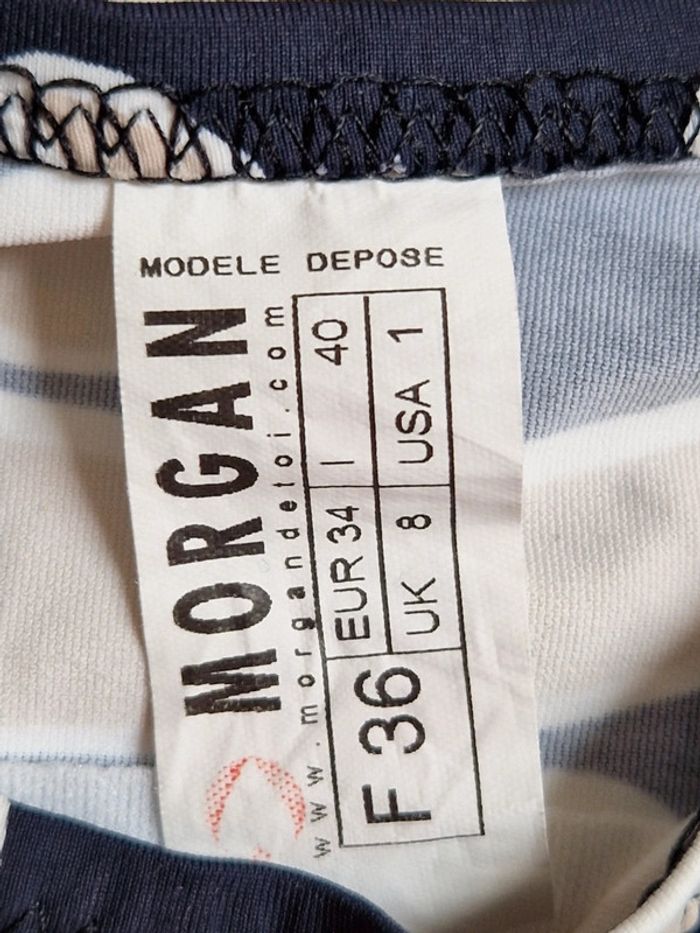 MODELE DEPOSE
MORGAN
www.morgandetoi.com
F 36
EUR 34
I 40
UK 8
USA 1